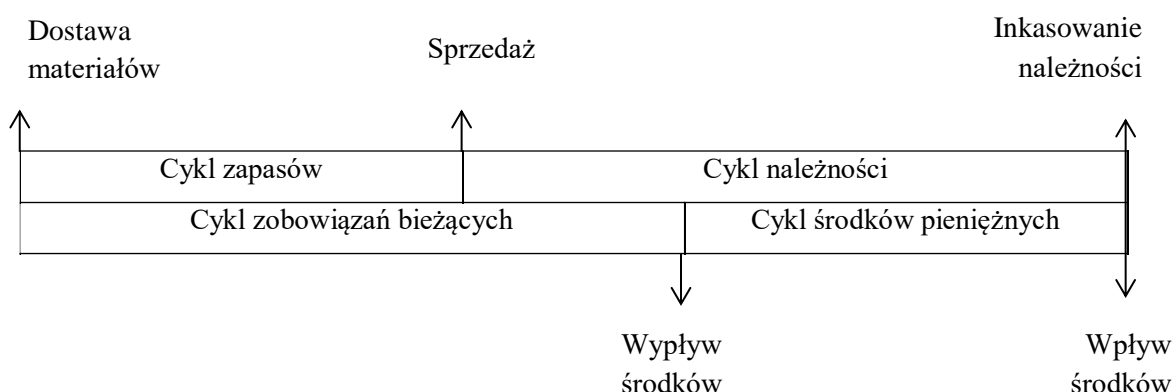 Dostawa
materiałów
Sprzedaż
Inkasowanie
należności
Cykl zapasów
Cykl należności
Cykl zobowiązań bieżących
Cykl środków pieniężnych
Wypływ
środków
Wpływ
środków